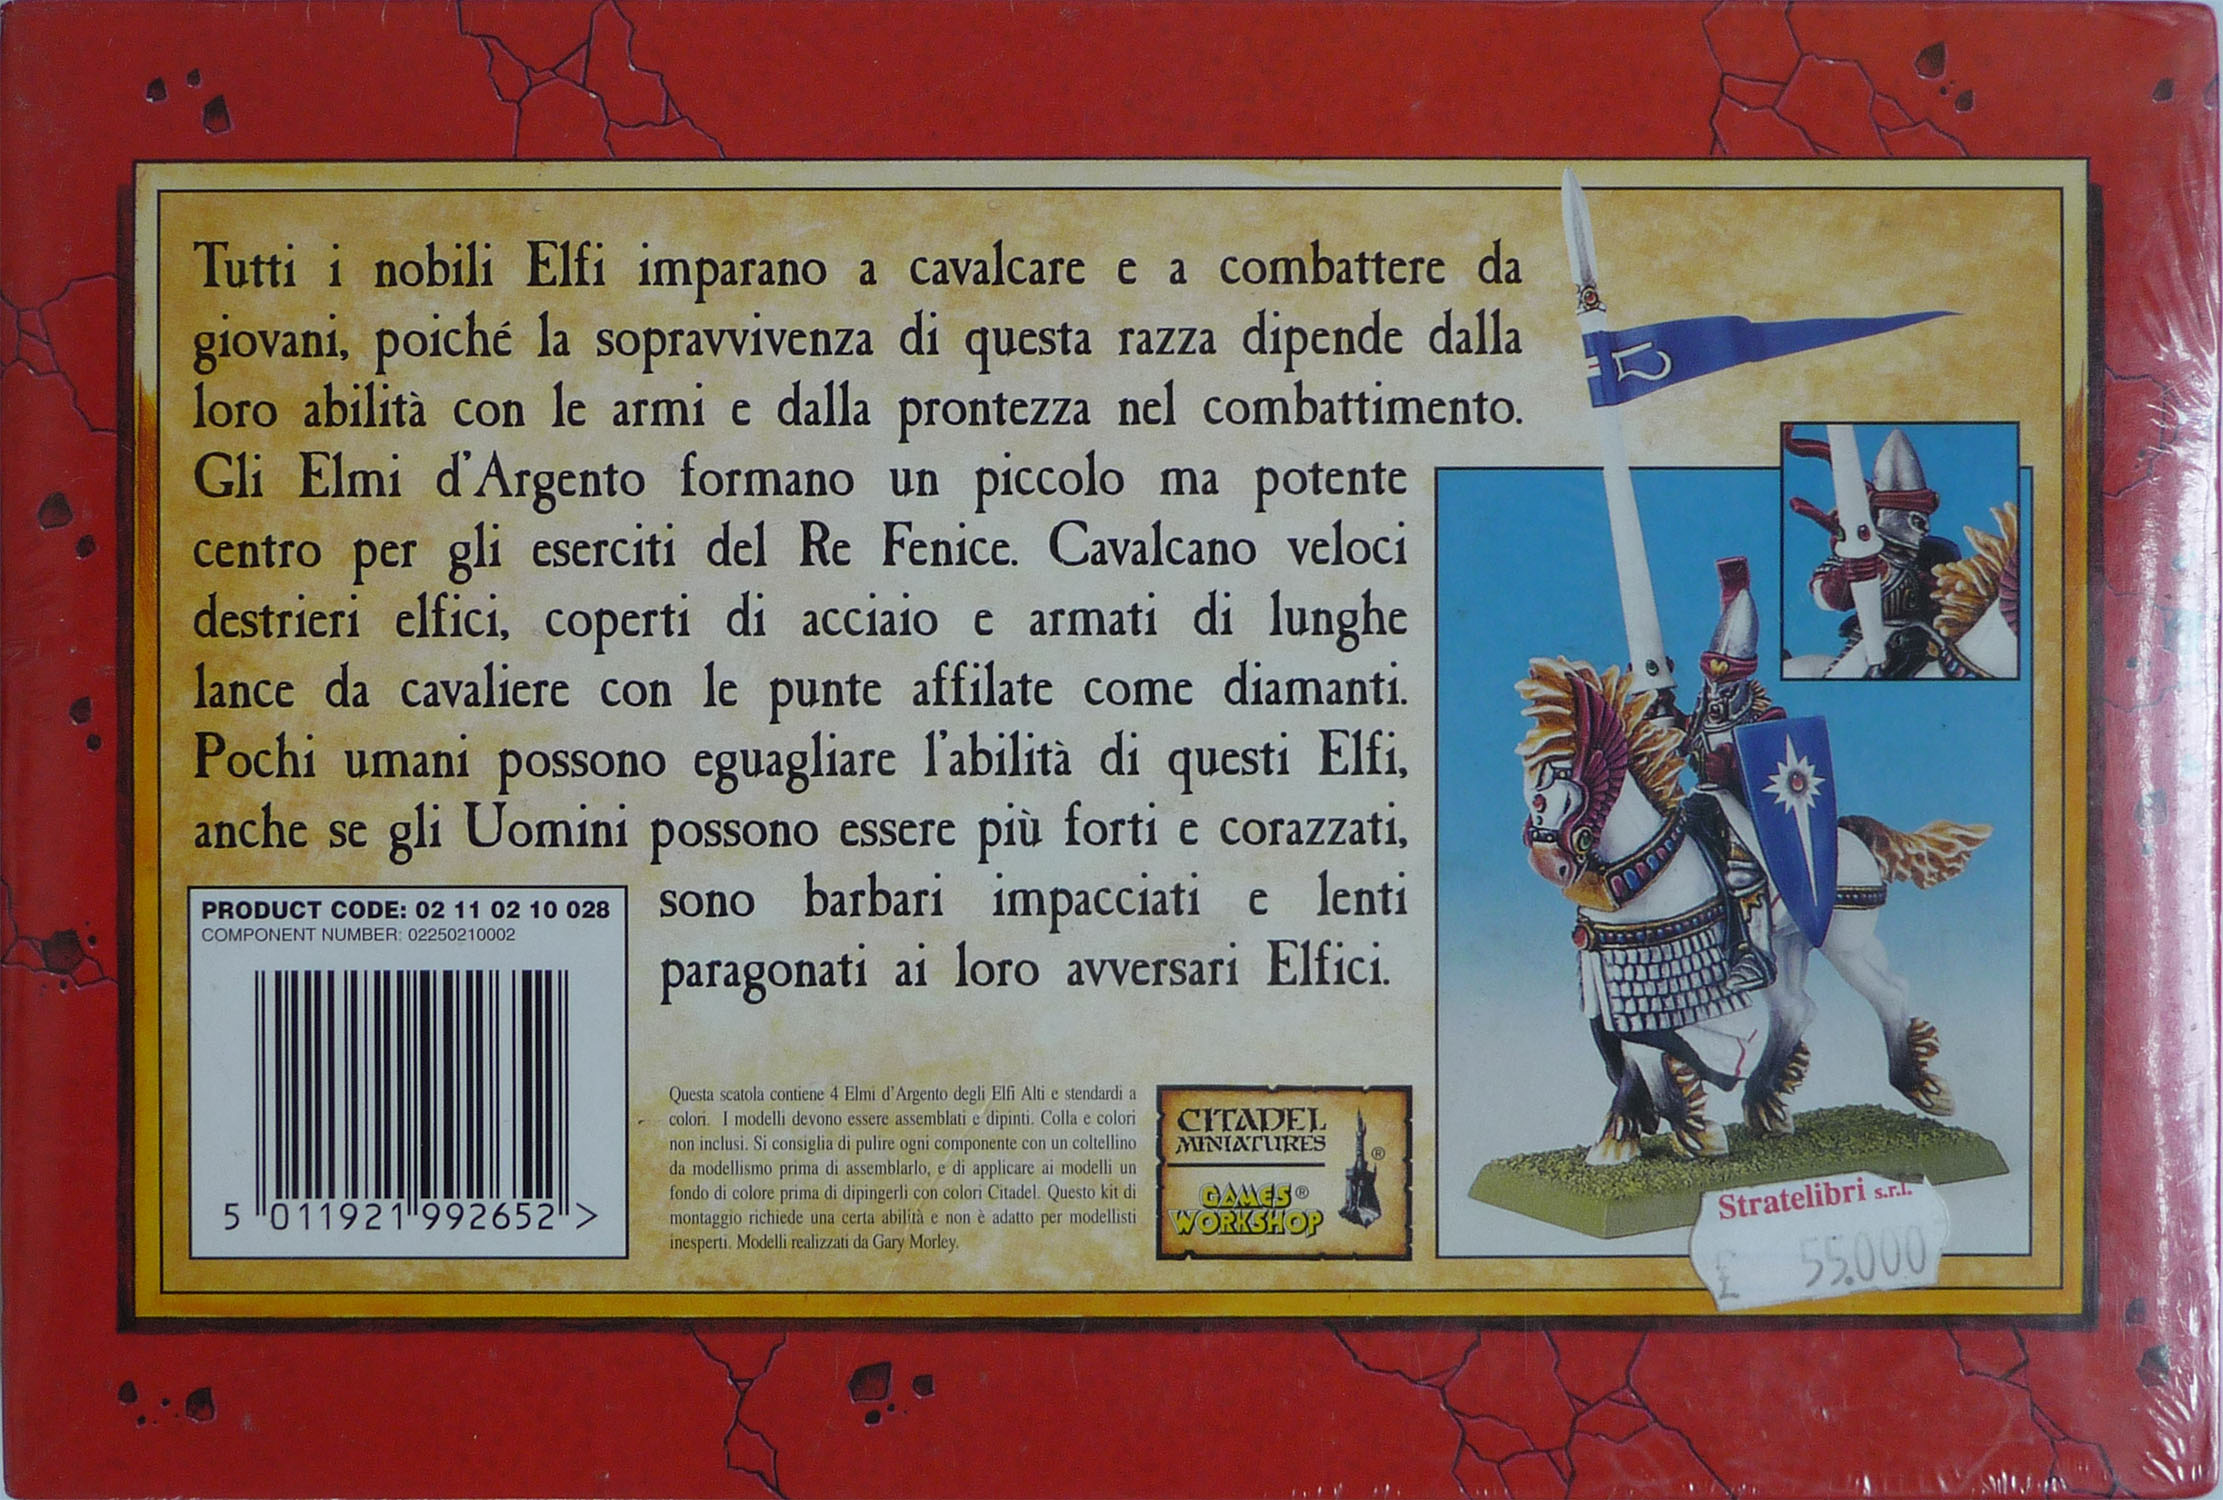 Tutti i nobili Elfi imparano a cavalcare e a combattere da
giovani, poiché la sopravvivenza di questa razza dipende dalla
loro abilità con le armi e dalla prontezza nel combattimento.
Gli Elmi d'Argento formano un piccolo ma potente
centro per gli eserciti del Re Fenice. Cavalcano veloci
destrieri elfici, coperti di acciaio e armati di lunghe
lance da cavaliere con le punte affilate come diamanti.
Pochi umani possono eguagliare l'abilità di questi Elfi,
anche se gli Uomini possono essere più forti e corazzati,
sono barbari impacciati e lenti
paragonati ai loro avversari Elfici.
PRODUCT CODE: 02 11 02 10 028
COMPONENT NUMBER: 02250210002
5 011921 992652 >
Questa scatola contiene 4 Elmi d'Argento degli Elfi Alti e stendardi a
colori. I modelli devono essere assemblati e dipinti. Colla e colori
non inclusi. Si consiglia di pulire ogni componente con un coltellino
da modellismo prima di assemblarlo, e di applicare ai modelli un
fondo di colore prima di dipingerli con colori Citadel. Questo kit di
montaggio richiede una certa abilità e non è adatto per modellisti
inesperti. Modelli realizzati da Gary Morley.
CITADEL
MINIATURES
®
GAMES®
WORKSHOP
Stratelibri s.r.l.
£ 55.000